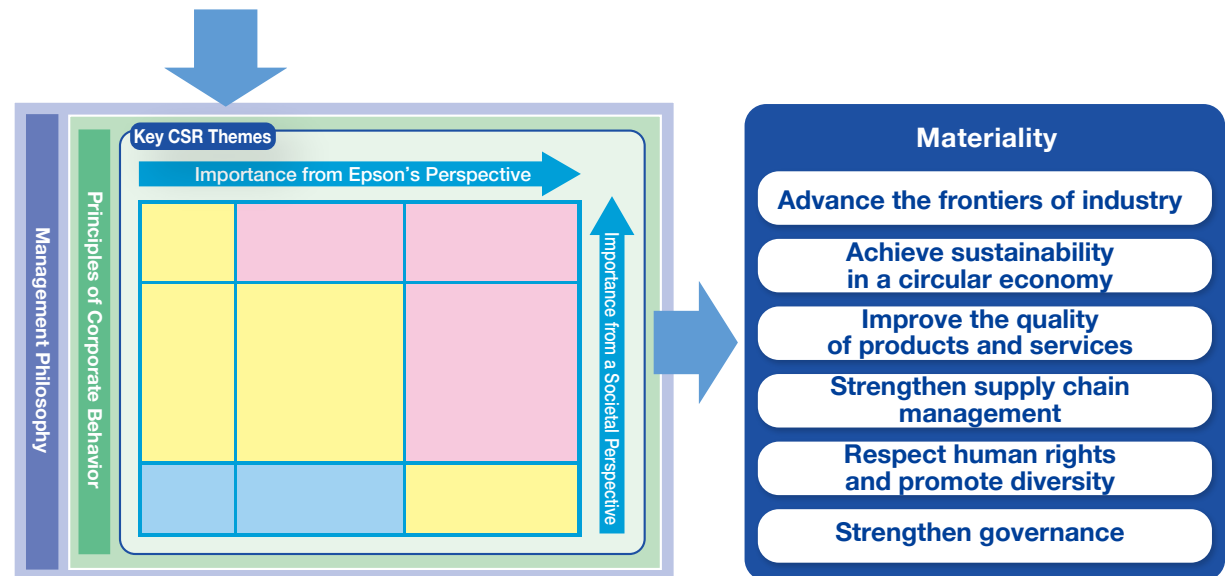 Management Philosophy
Principles of Corporate Behavior
Key CSR Themes
Importance from Epson's Perspective
Importance from a Societal Perspective
Materiality
Advance the frontiers of industry
Achieve sustainability
in a circular economy
Improve the quality
of products and services
Strengthen supply chain
management
Respect human rights
and promote diversity
Strengthen governance